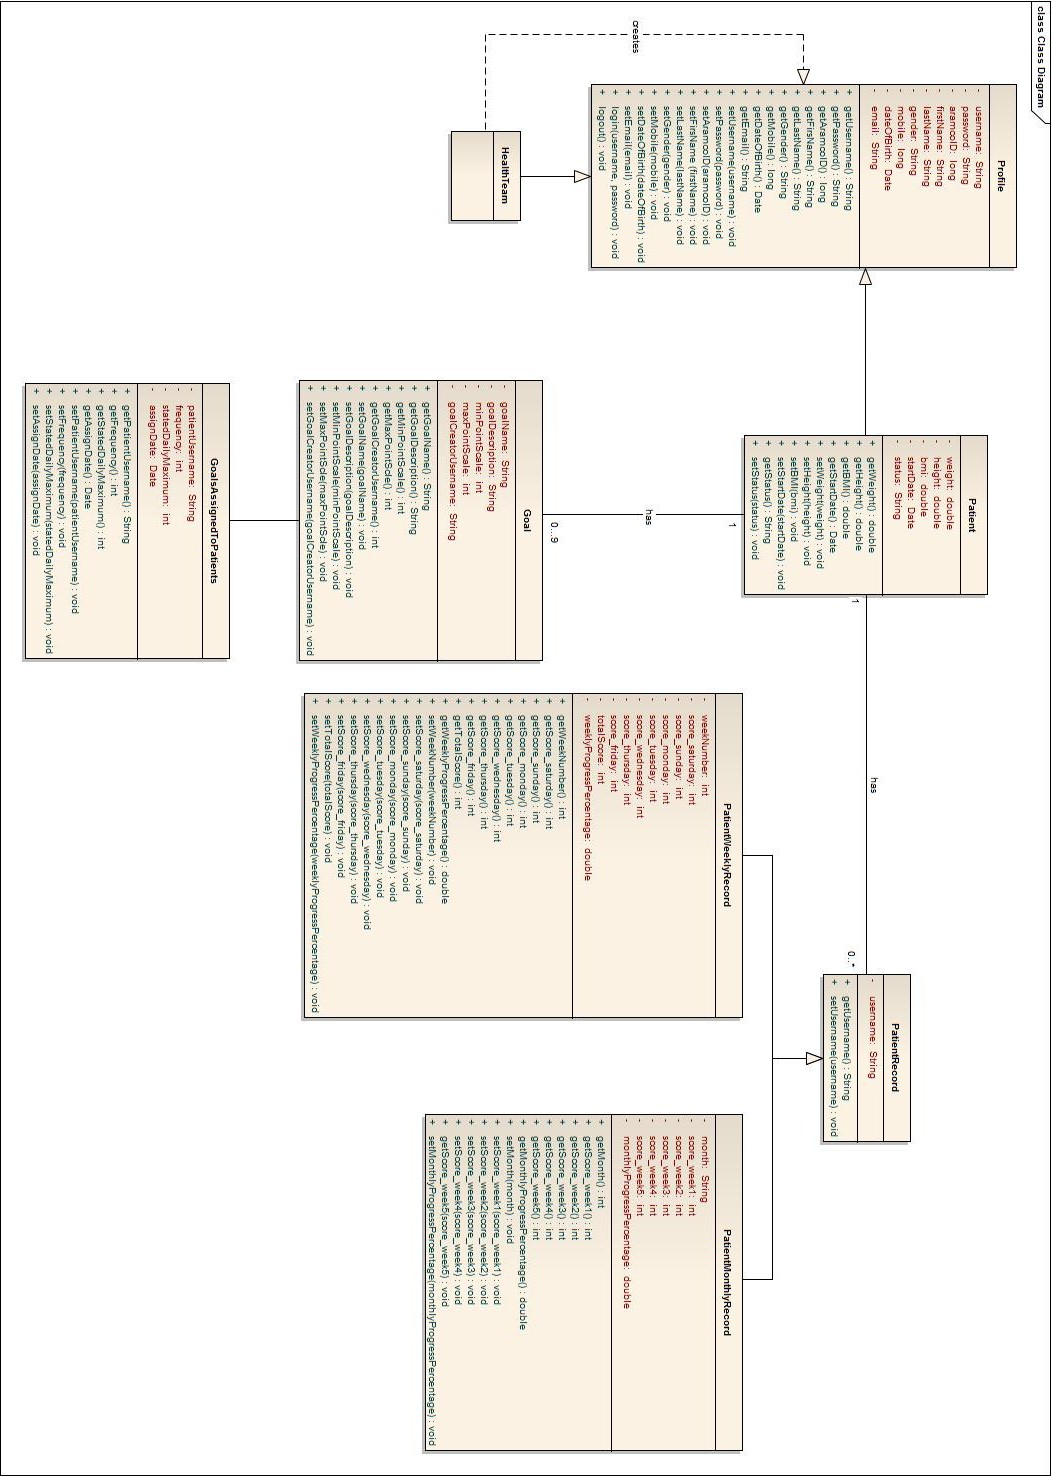 class Class Diagram
Profile
- username: String
- password: String
- aramcoID: long
- firstName: String
- lastName: String
- gender: String
- mobile: long
- dateOfBirth: Date
- email: String
+ getUsername() : String
+ getPassword() : String
+ getAramcoID() : long
+ getFirsName() : String
+ getLastName() : String
+ getGender() : String
+ getMobile() : long
+ getDateOfBirth() : Date
+ getEmail() : String
+ setUsername(username) : void
+ setPassword(password) : void
+ setAramcoID(aramcoID) : void
+ setFirsName (firstName) : void
+ setLastName(lastName) : void
+ setGender(gender) : void
+ setMobile(mobile) : void
+ setDateOfBirth(dateOfBirth) : void
+ setEmail(email) : void
+ login(username, password) : void
+ logout() : void
creates
HealthTeam
Patient
- weight: double
- height: double
- bmi: double
- startDate: Date
- status: String
+ getWeight() : double
+ getHeight() : double
+ getBMI() : double
+ getStartDate() : Date
+ setWeight(weight) : void
+ setHeight(height) : void
+ setBMI(bmi) : void
+ setStartDate(startDate) : void
+ getStatus() : String
+ setStatus(status) : void
1
has
0...9
1
has
0..*
Goal
- goalName: String
- goalDescription: String
- minPointScale: int
- maxPointScale: int
- goalCreatorUsername: String
+ getGoalName() : String
+ getGoalDescription() : String
+ getMinPointScale() : int
+ getMaxPointScle() : int
+ getGoalCreatorUsername() : int
+ setGoalName(goalName) : void
+ setGoalDescription(goalDescription) : void
+ setMinPointScale(minPointScale) : void
+ setMaxPointScle(maxPointScle) : void
+ setGoalCreatorUsername(goalCreatorUsername) : void
GoalsAssignedToPatients
- patientUsername: String
- frequency: int
- statedDailyMaximum: int
- assignDate: Date
+ getPatientUsername() : String
+ getFrequency() : int
+ getStatedDailyMaximum() : int
+ getAssignDate() : Date
+ setPatientUsername(patientUsername) : void
+ setFrequency(frequency) : void
+ setStatedDailyMaximum(statedDailyMaximum) : void
+ setAssignDate(assignDate) : void
PatientRecord
- username: String
+ getUsername() : String
+ setUsername(username) : void
PatientWeeklyRecord
- weekNumber: int
- score_saturday: int
- score_sunday: int
- score_monday: int
- score_tuesday: int
- score_wednesday: int
- score_thursday: int
- score_friday: int
- totalScore: int
- weeklyProgressPercentage: double
+ getWeekNumber() : int
+ getScore_saturday() : int
+ getScore_sunday() : int
+ getScore_monday() : int
+ getScore_tuesday() : int
+ getScore_wednesday() : int
+ getScore_thursday() : int
+ getScore_friday() : int
+ getTotalScore() : int
+ getWeeklyProgressPercentage() : double
+ setWeekNumber(weekNumber) : void
+ setScore_saturday(score_saturday) : void
+ setScore_sunday(score_sunday) : void
+ setScore_monday(score_monday) : void
+ setScore_tuesday(score_tuesday) : void
+ setScore_wednesday(score_wednesday) : void
+ setScore_thursday(score_thursday) : void
+ setScore_friday(score_friday) : void
+ setTotalScore(totalScore) : void
+ setWeeklyProgressPercentage(weeklyProgressPercentage) : void
PatientMonthlyRecord
- month: String
- score_week1: int
- score_week2: int
- score_week3: int
- score_week4: int
- score_week5: int
- monthlyProgressPercentage: double
+ getMonth() : int
+ getScore_week1() : int
+ getScore_week2() : int
+ getScore_week3() : int
+ getScore_week4() : int
+ getScore_week5() : int
+ getMonthlyProgressPercentage() : double
+ setMonth(month) : void
+ setScore_week1(score_week1) : void
+ setScore_week2(score_week2) : void
+ setScore_week3(score_week3) : void
+ setScore_week4(score_week4) : void
+ getScore_week5(score_week5) : void
+ setMonthlyProgressPercentage(monthlyProgressPercentage) : void